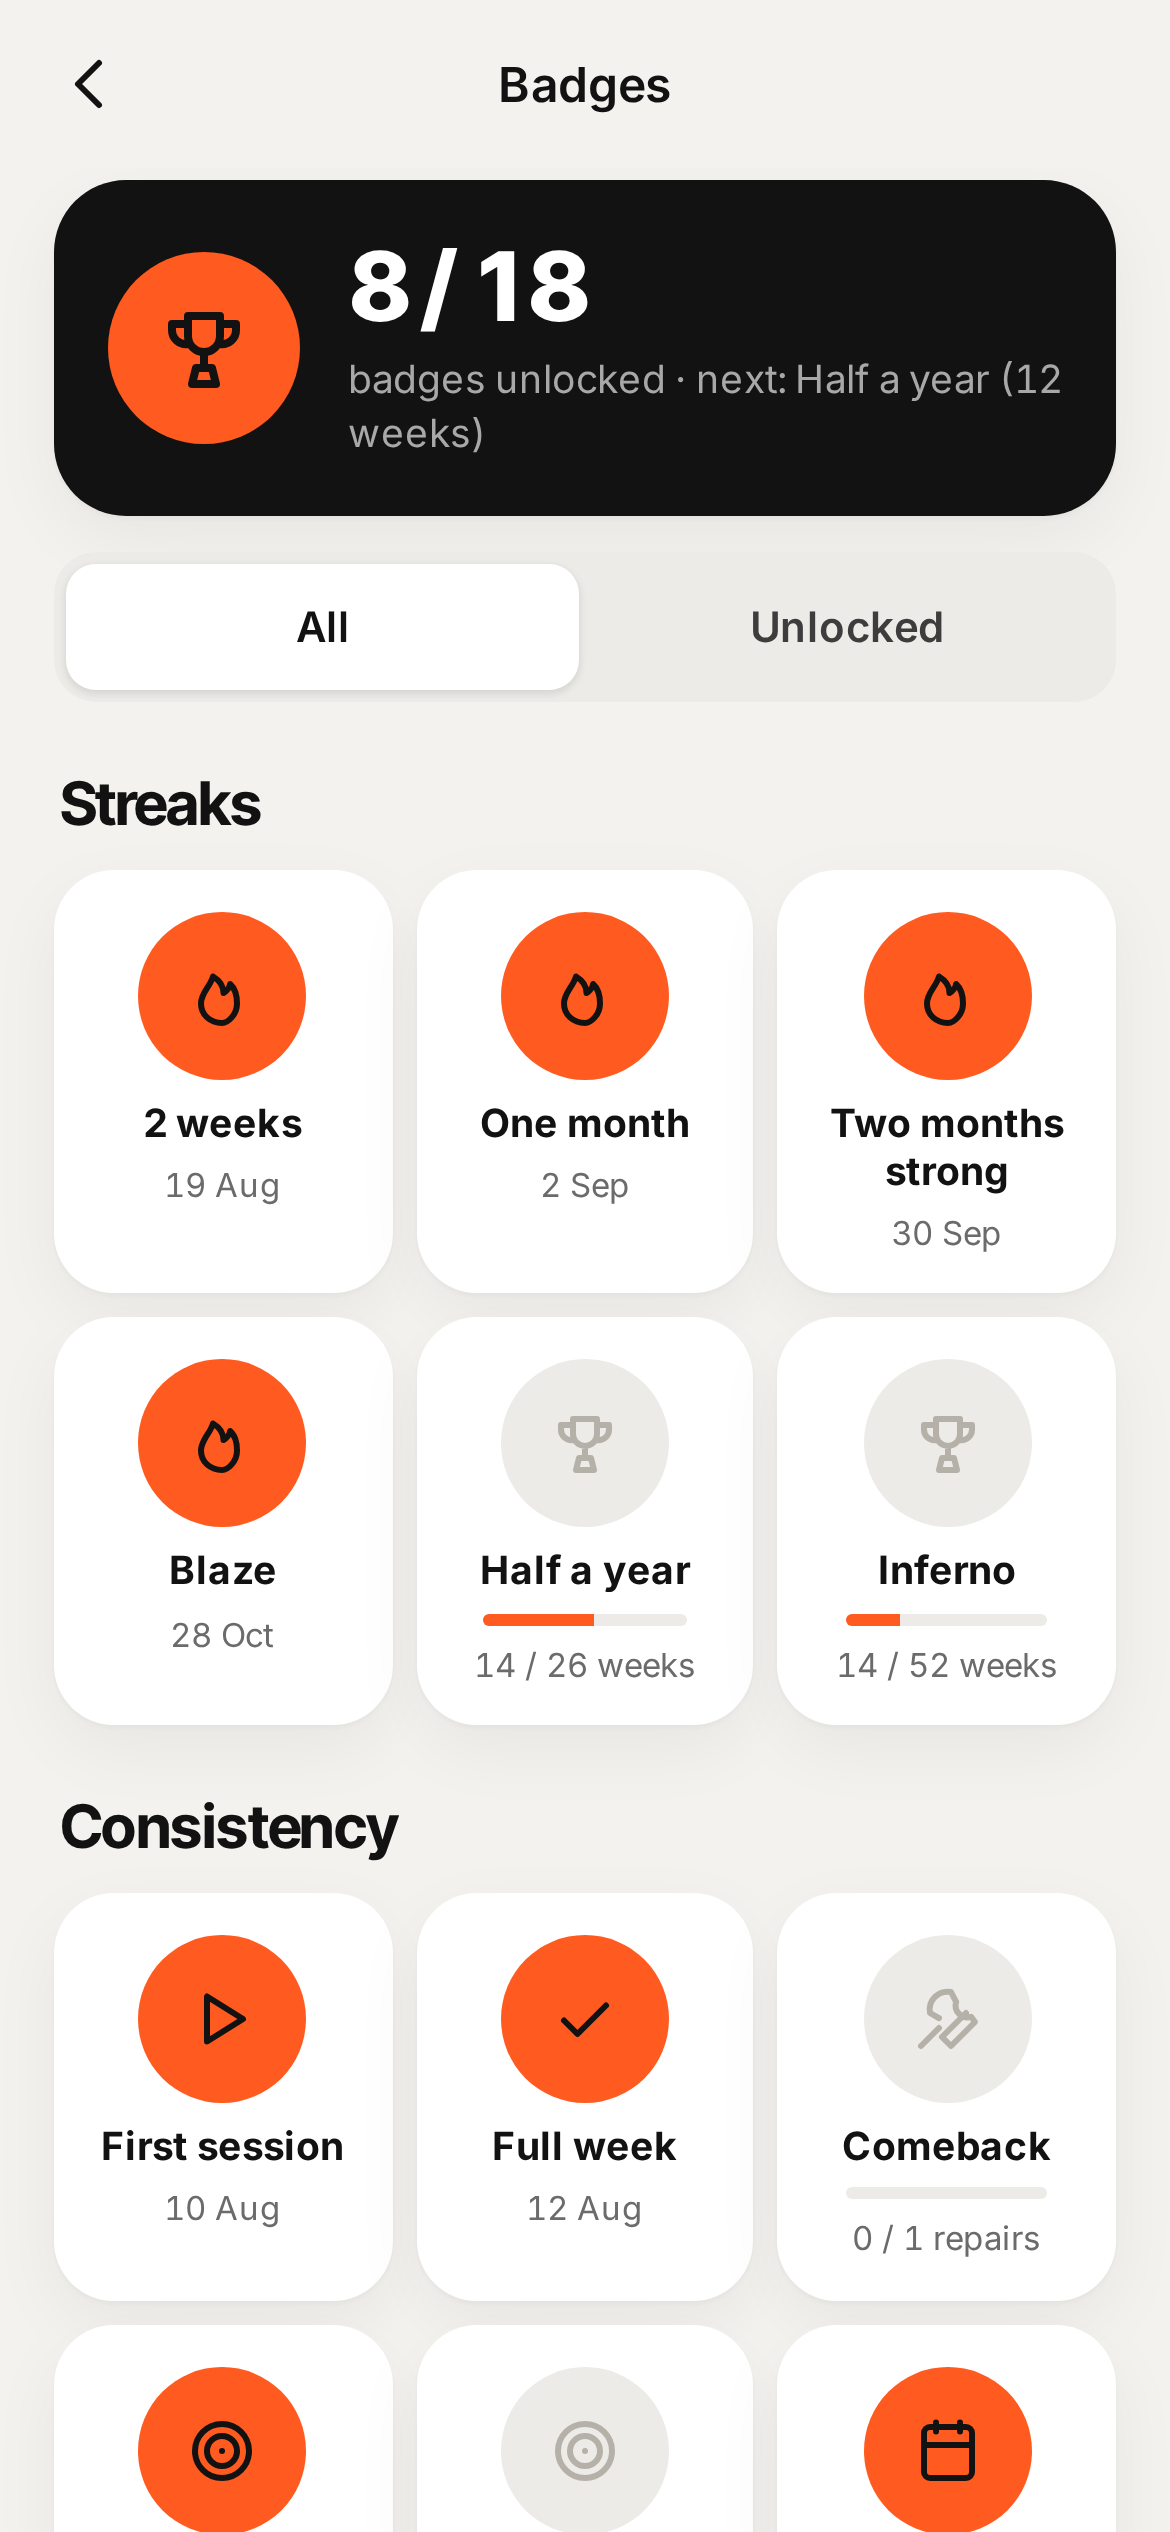 Badges
8/18
badges unlocked · next: Half a year (12
weeks)
All
Unlocked
Streaks
2 weeks
19 Aug
One month
2 Sep
Two months
strong
30 Sep
Blaze
28 Oct
Half a year
14 / 26 weeks
Inferno
14 / 52 weeks
Consistency
First session
10 Aug
Full week
12 Aug
Comeback
0 / 1 repairs